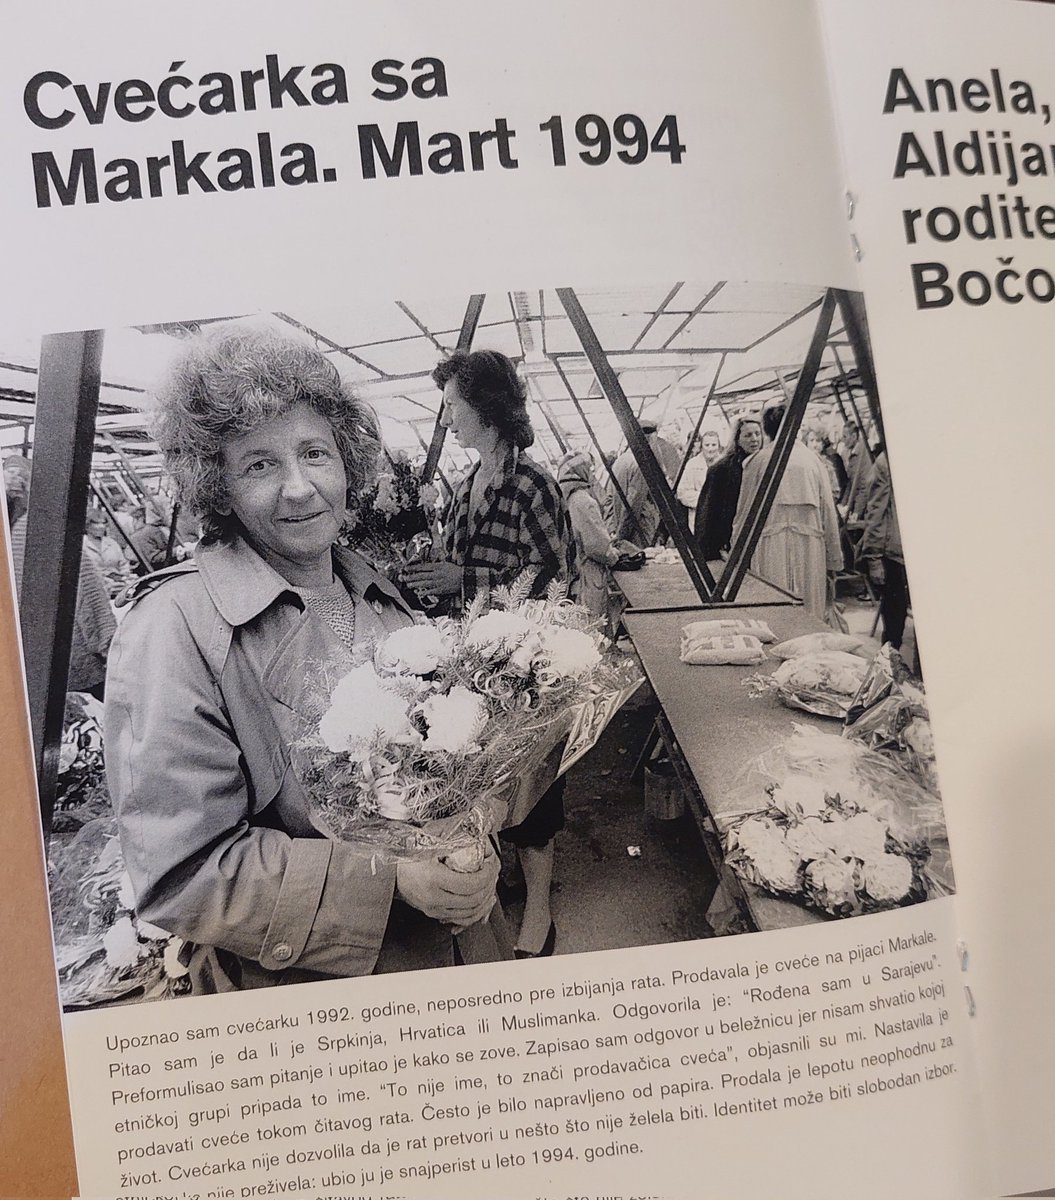 Cvećarka sa
Markala. Mart 1994
Upoznao sam cvećarku 1992. godine, neposredno pre izbijanja rata. Prodavala je cveće na pijaci Markale.
Pitao sam je da li je Srpkinja, Hrvatica ili Muslimanka. Odgovorila je: “Rođena sam u Sarajevu”.
Preformulisao sam pitanje i upitao je kako se zove. Zapisao sam odgovor u beležnicu jer nisam shvatio kojoj
etničkoj grupi pripada to ime. “To nije ime, to znači prodavačica cveća”, objasnili su mi. Nastavila je
prodavati cveće tokom čitavog rata. Često je bilo napravljeno od papira. Prodala je lepotu neophodnu za
život. Cvećarka nije dozvolila da je rat pretvori u nešto što nije želela biti. Identitet može biti slobodan izbor.
nije preživela: ubio ju je snajperist u leto 1994. godine.
Anela,
Aldija
rodite
Bočo